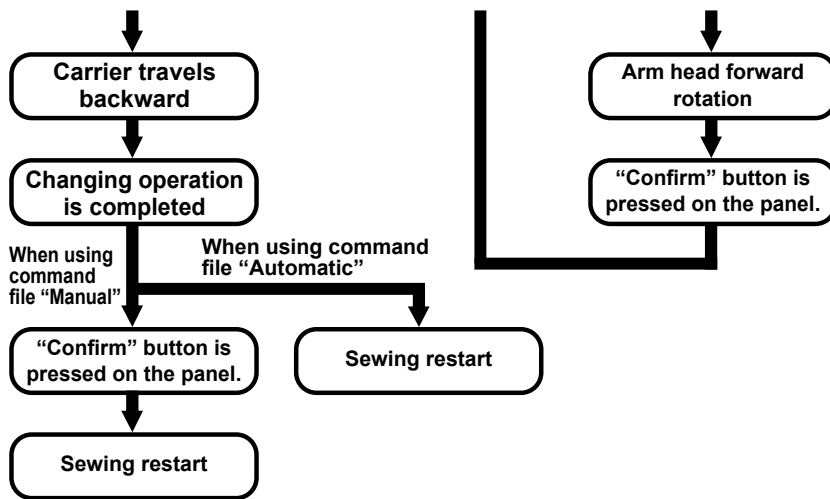 Carrier travels
backward
Arm head forward
rotation
Changing operation
is completed
“Confirm” button is
pressed on the panel.
When using
command
file “Manual”
When using command
file “Automatic”
“Confirm” button is
pressed on the panel.
Sewing restart
Sewing restart